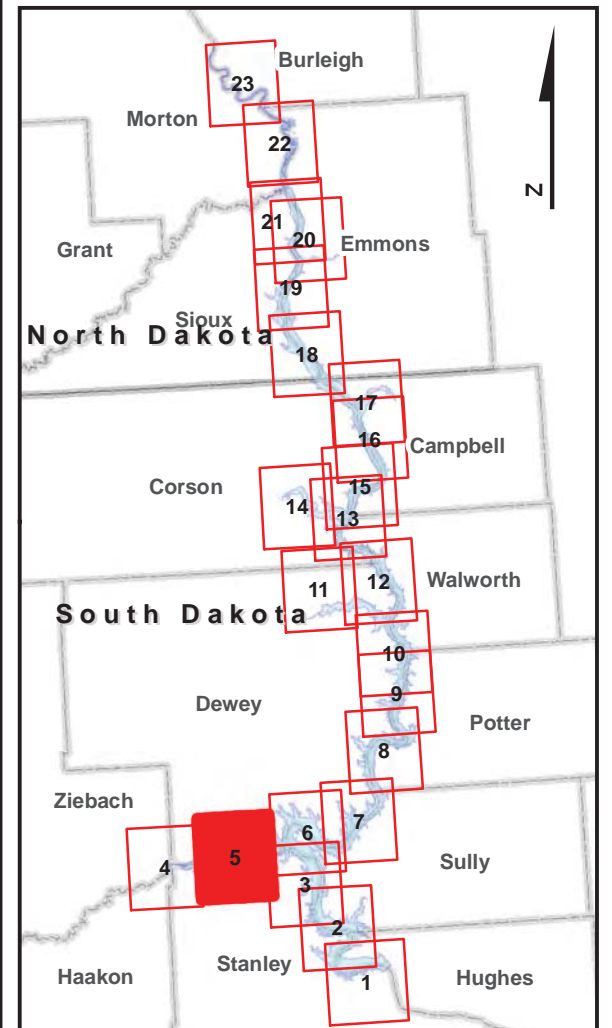 Burleigh
23
Morton
22
N
21
20
Emmons
Grant
19
Sioux
North Dakota
18
17
16
Campbell
15
Corson
14
13
12
Walworth
11
South Dakota
10
9
Dewey
Potter
8
Ziebach
7
6
5
Sully
4
3
2
Stanley
Haakon
1
Hughes